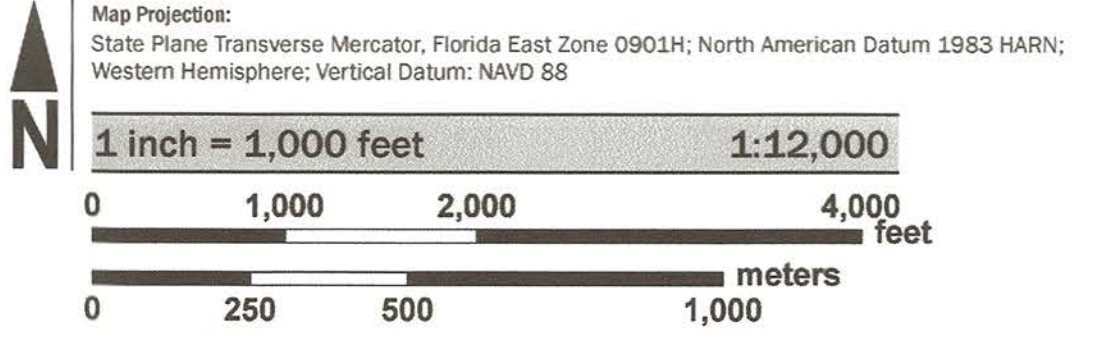 Map Projection:
State Plane Transverse Mercator, Florida East Zone 0901H; North American Datum 1983 HARN;
Western Hemisphere; Vertical Datum: NAVD 88
N
1 inch = 1,000 feet 1:12,000
0 1,000 2,000 4,000
feet
meters
0 250 500 1,000